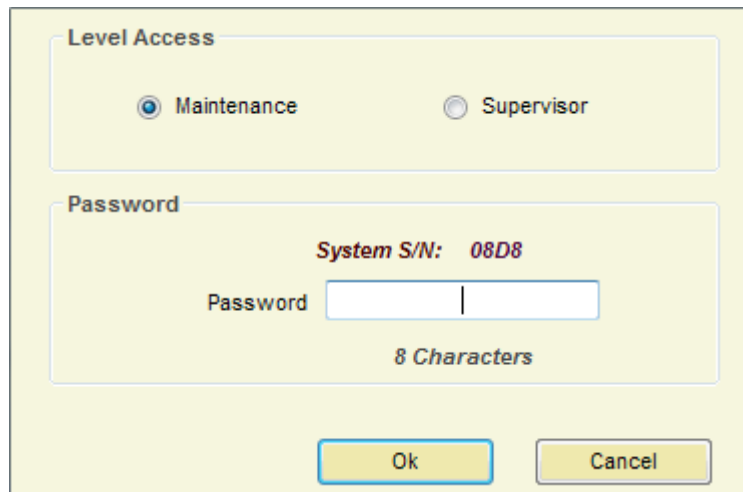 Level Access
Maintenance Supervisor
Password
System S/N: 08D8
Password
8 Characters
Ok Cancel